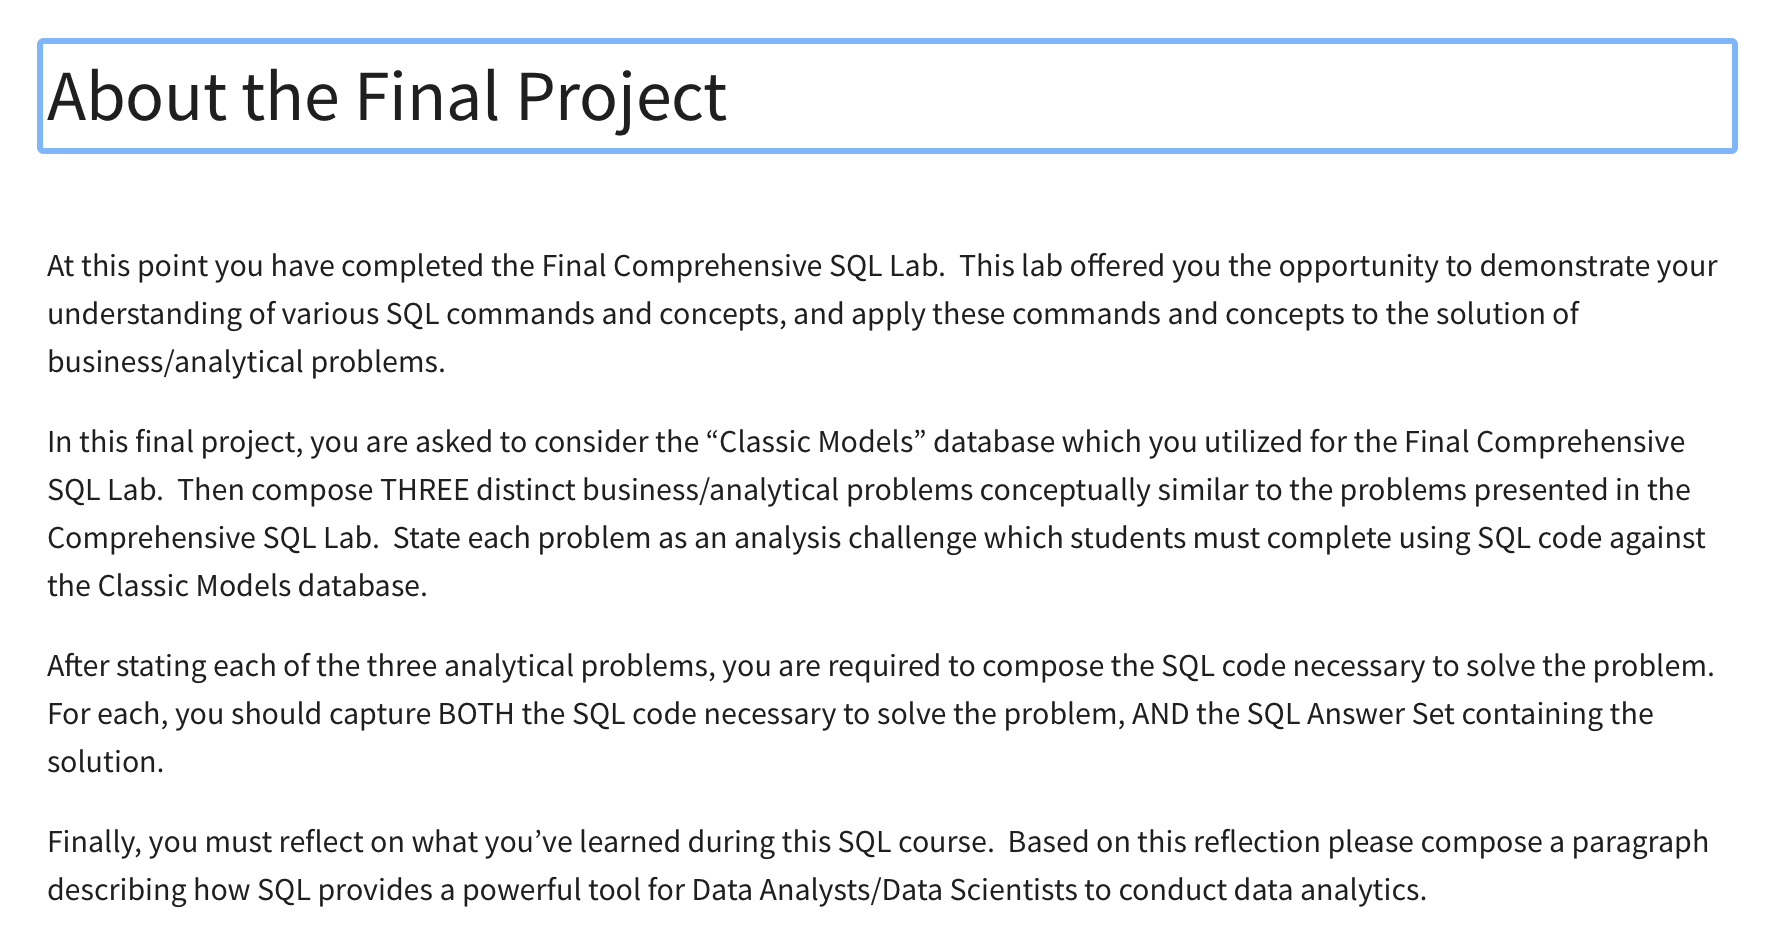 About the Final Project
At this point you have completed the Final Comprehensive SQL Lab.  This lab offered you the opportunity to demonstrate your
understanding of various SQL commands and concepts, and apply these commands and concepts to the solution of
business/analytical problems.
In this final project, you are asked to consider the “Classic Models” database which you utilized for the Final Comprehensive
SQL Lab.  Then compose THREE distinct business/analytical problems conceptually similar to the problems presented in the
Comprehensive SQL Lab.  State each problem as an analysis challenge which students must complete using SQL code against
the Classic Models database.
After stating each of the three analytical problems, you are required to compose the SQL code necessary to solve the problem.
For each, you should capture BOTH the SQL code necessary to solve the problem, AND the SQL Answer Set containing the
solution.
Finally, you must reflect on what you’ve learned during this SQL course.  Based on this reflection please compose a paragraph
describing how SQL provides a powerful tool for Data Analysts/Data Scientists to conduct data analytics.